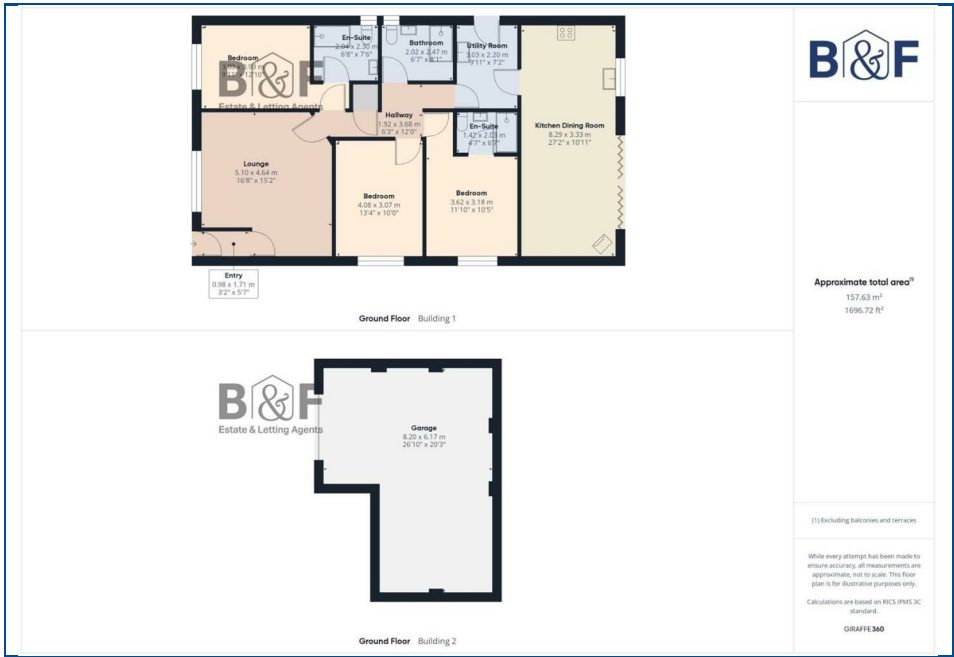 En-Suite
2.04 x 2.30 m
6'8" x 7'6"
Bathroom
2.02 x 2.47 m
6'7" x 8'1"
Utility Room
3.03 x 2.20 m
9'11" x 7'2"
Bedroom
B&F
Estate & Letting Agents
Hallway
1.92 x 3.68 m
6'3" x 12'0"
En-Suite
1.42 x 2.03 m
Kitchen Dining Room
8.29 x 3.33 m
27'2" x 10'11"
Lounge
5.10 x 4.64 m
16'8" x 15'2"
Bedroom
4.08 x 3.07 m
13'4" x 10'0"
Bedroom
3.62 x 3.18 m
11'10" x 10'5"
Entry
0.98 x 1.71 m
3'2" x 5'7"
Ground Floor Building 1
B&F
Estate & Letting Agents
Garage
8.20 x 6.17 m
26'10" x 20'3"
Ground Floor Building 2
B&F
Approximate total area(1)
157.63 m²
1696.72 ft²
(1) Excluding balconies and terraces
While every attempt has been made to
ensure accuracy, all measurements are
approximate, not to scale. This floor
plan is for illustrative purposes only.
Calculations are based on RICS IPMS 3C
standard.
GIRAFFE360